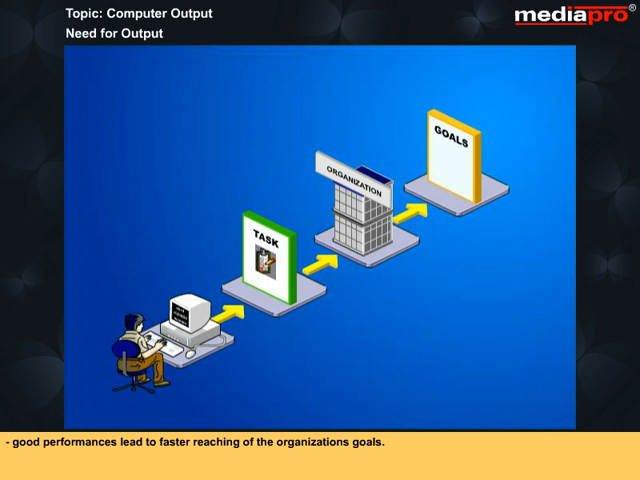 Topic: Computer Output
Need for Output
mediapro®
GOALS
ORGANIZATION
TASK
- good performances lead to faster reaching of the organizations goals.